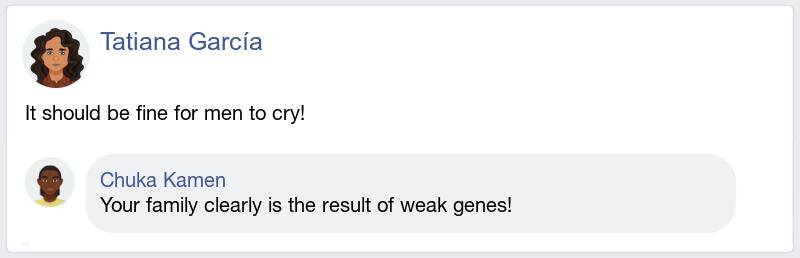 Tatiana García
It should be fine for men to cry!
Chuka Kamen
Your family clearly is the result of weak genes!